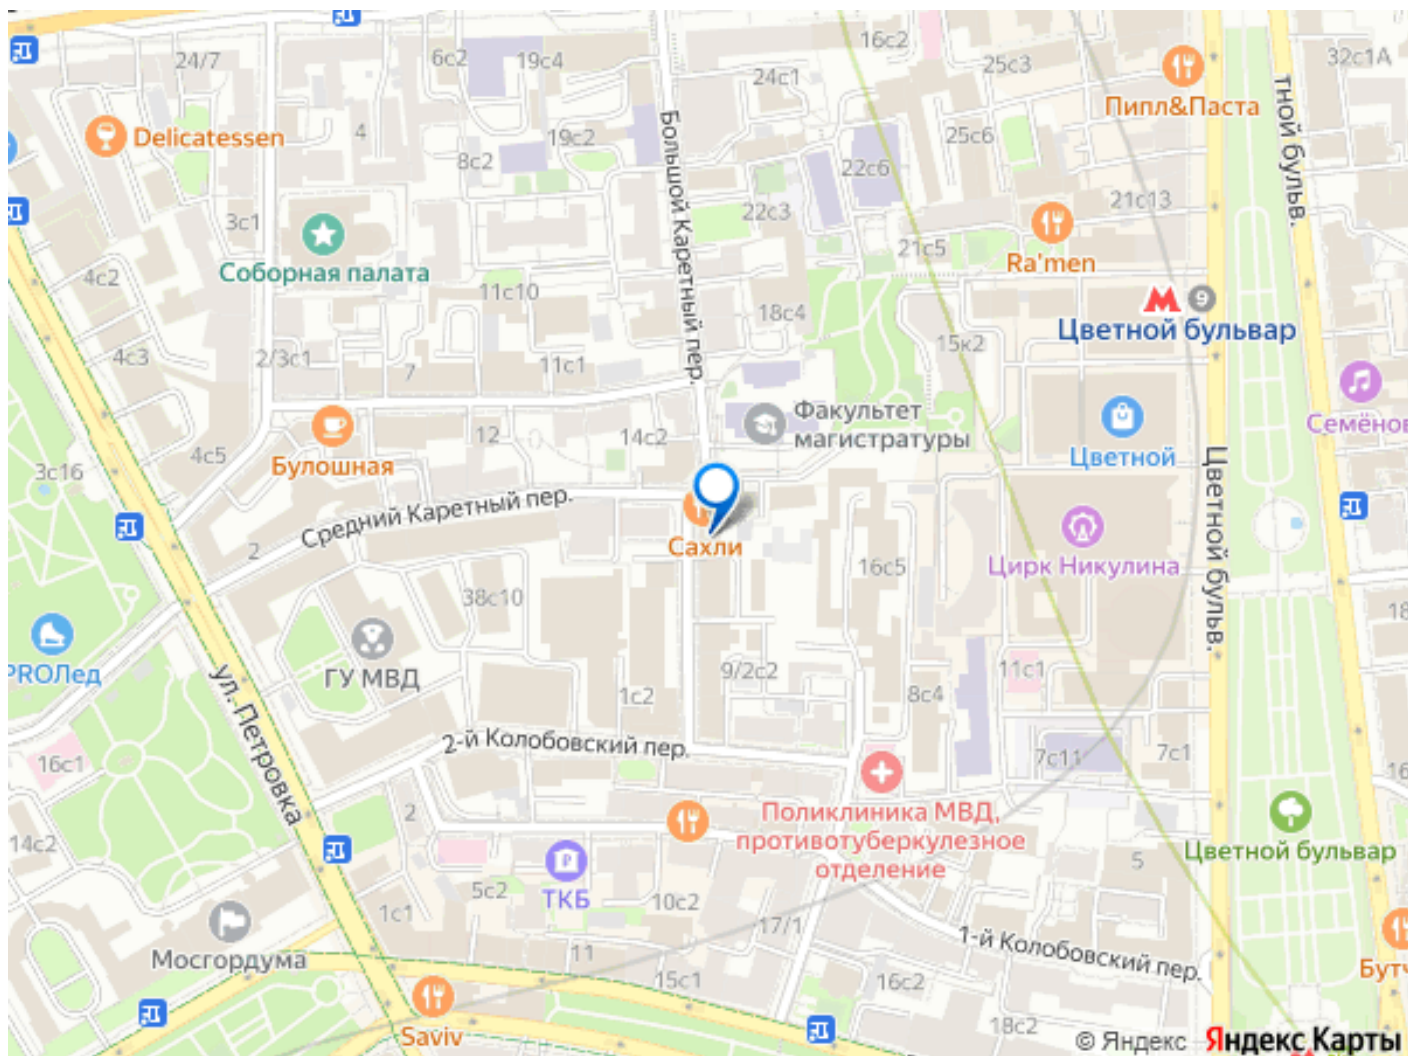 24/7
6с2
19с4
16с2
25с3
32с1А
24с1
Пипл&Паста
тной бульв.
Delicatessen
4
19с2
8с2
Большой Каретный пер.
25с6
22с6
22с3
21с13
3с1
Соборная палата
21с5
Ra'men
4с2
11с10
18с4
9
Цветной бульвар
4с3
2/3с1
7
11с1
15к2
Факультет
магистратуры
Семёнов
Булошная
12
14с2
4с5
3с16
Цветной
Цветной бульв.
Средний Каретный пер.
2
Сахли
16с5
Цирк Никулина
38с10
18
PROЛед
ГУ МВД
ул. Петровка
1с2
9/2с2
8с4
11с1
2-й Колобовский пер.
16с1
7с11
7с1
16
2
Поликлиника МВД,
противотуберкулезное
отделение
14с2
5с2
ТКБ
10с2
5
Цветной бульвар
1с1
17/1
1-й Колобовский пер.
Мосгордума
11
15с1
16с2
Бутч
Saviv
18с2
© Яндекс Яндекс Карты